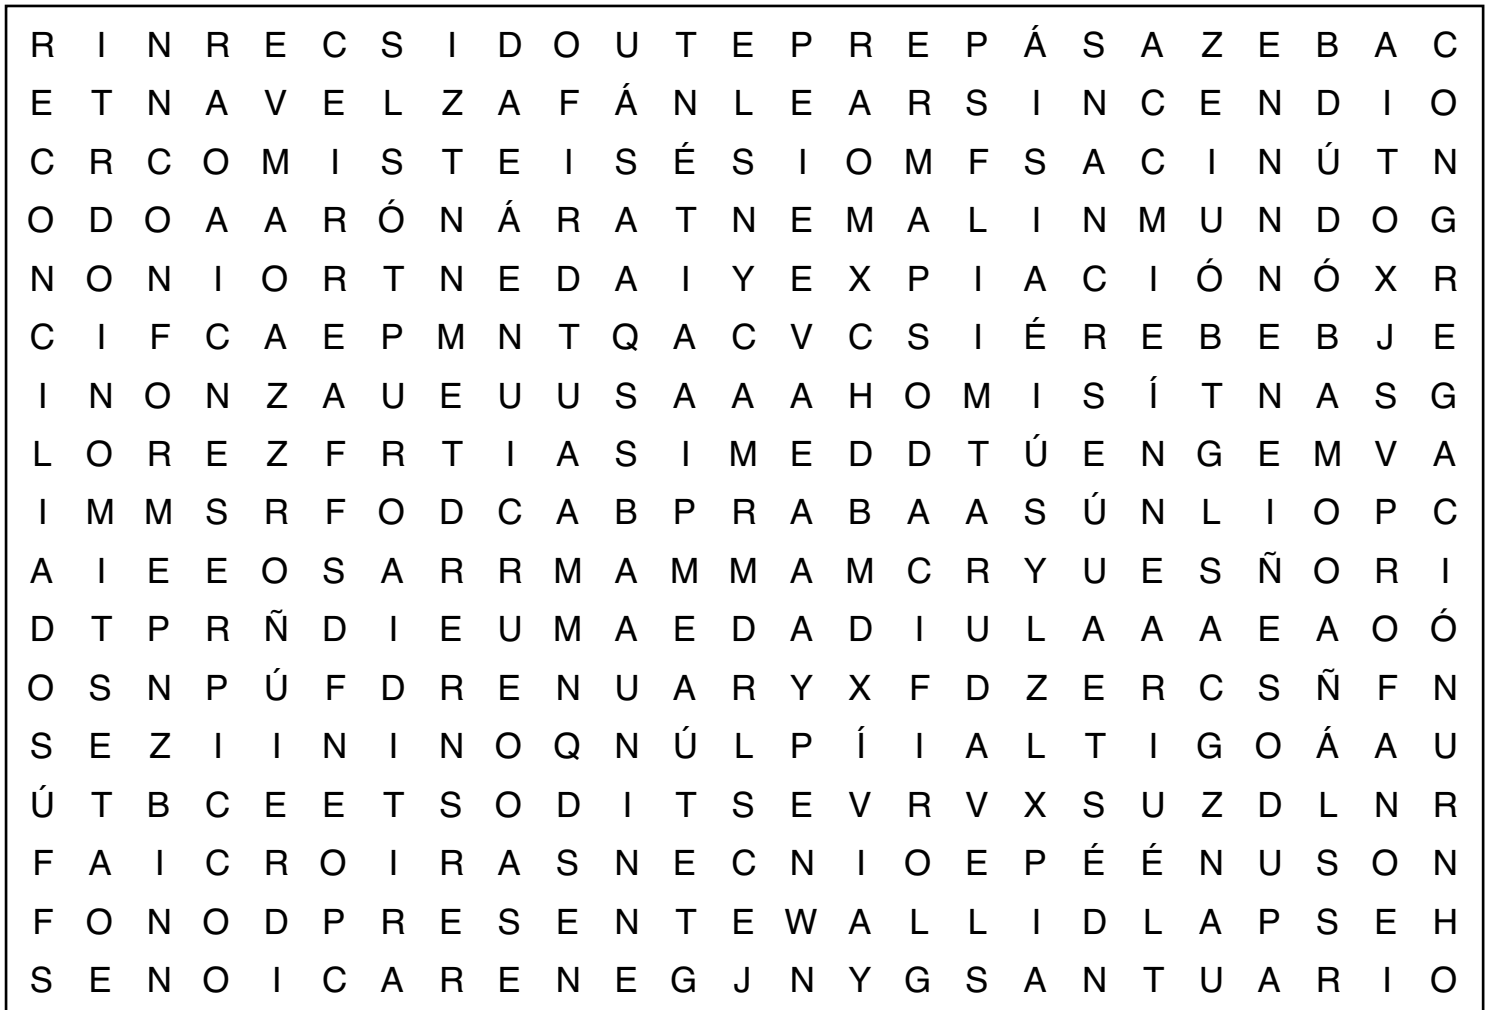 R I N R E C S I D O U T E P R E P Á S A Z E B A C
E T N A V E L Z A F Á N L E A R S I N C E N D I O
C R C O M I S T E I S É S I O M F S A C I N Ú T N
O D O A A R Ó N Á R A T N E M A L I N M U N D O G
N O N I O R T N E D A I Y E X P I A C I Ó N Ó X R
C I F C A E P M N T Q A C V C S I É R E B E B J E
I N O N Z A U E U U S A A A H O M I S Í T N A S G
L O R E Z F R T I A S I M E D D T Ú E N G E M V A
I M M S R F O D C A B P R A B A A S Ú N L I O P C
A I E E O S A R R M A M M A M C R Y U E S Ñ O R I
D T P R Ñ D I E U M A E D A D I U L A A A E A O Ó
O S N P Ú F D R E N U A R Y X F D Z E R C S Ñ F N
S E Z I I N I N O Q N Ú L P Í I A L T I G O Á A U
Ú T B C E E T S O D I T S E V R V X S U Z D L N R
F A I C R O I R A S N E C N I O E P É É N U S O N
F O N O D P R E S E N T E W A L L I D L A P S E H
S E N O I C A R E N E G J N Y G S A N T U A R I O